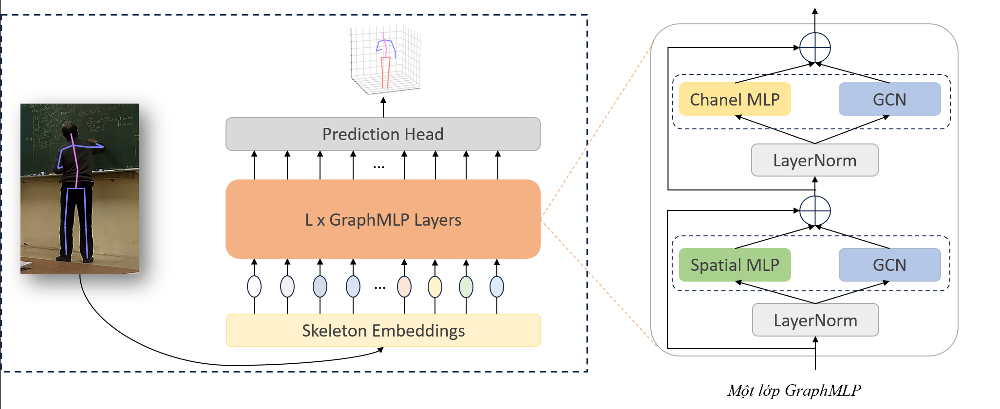 Prediction Head
...
L x GraphMLP Layers
...
Skeleton Embeddings
Chanel MLP
GCN
LayerNorm
Spatial MLP
GCN
LayerNorm
Một lớp GraphMLP